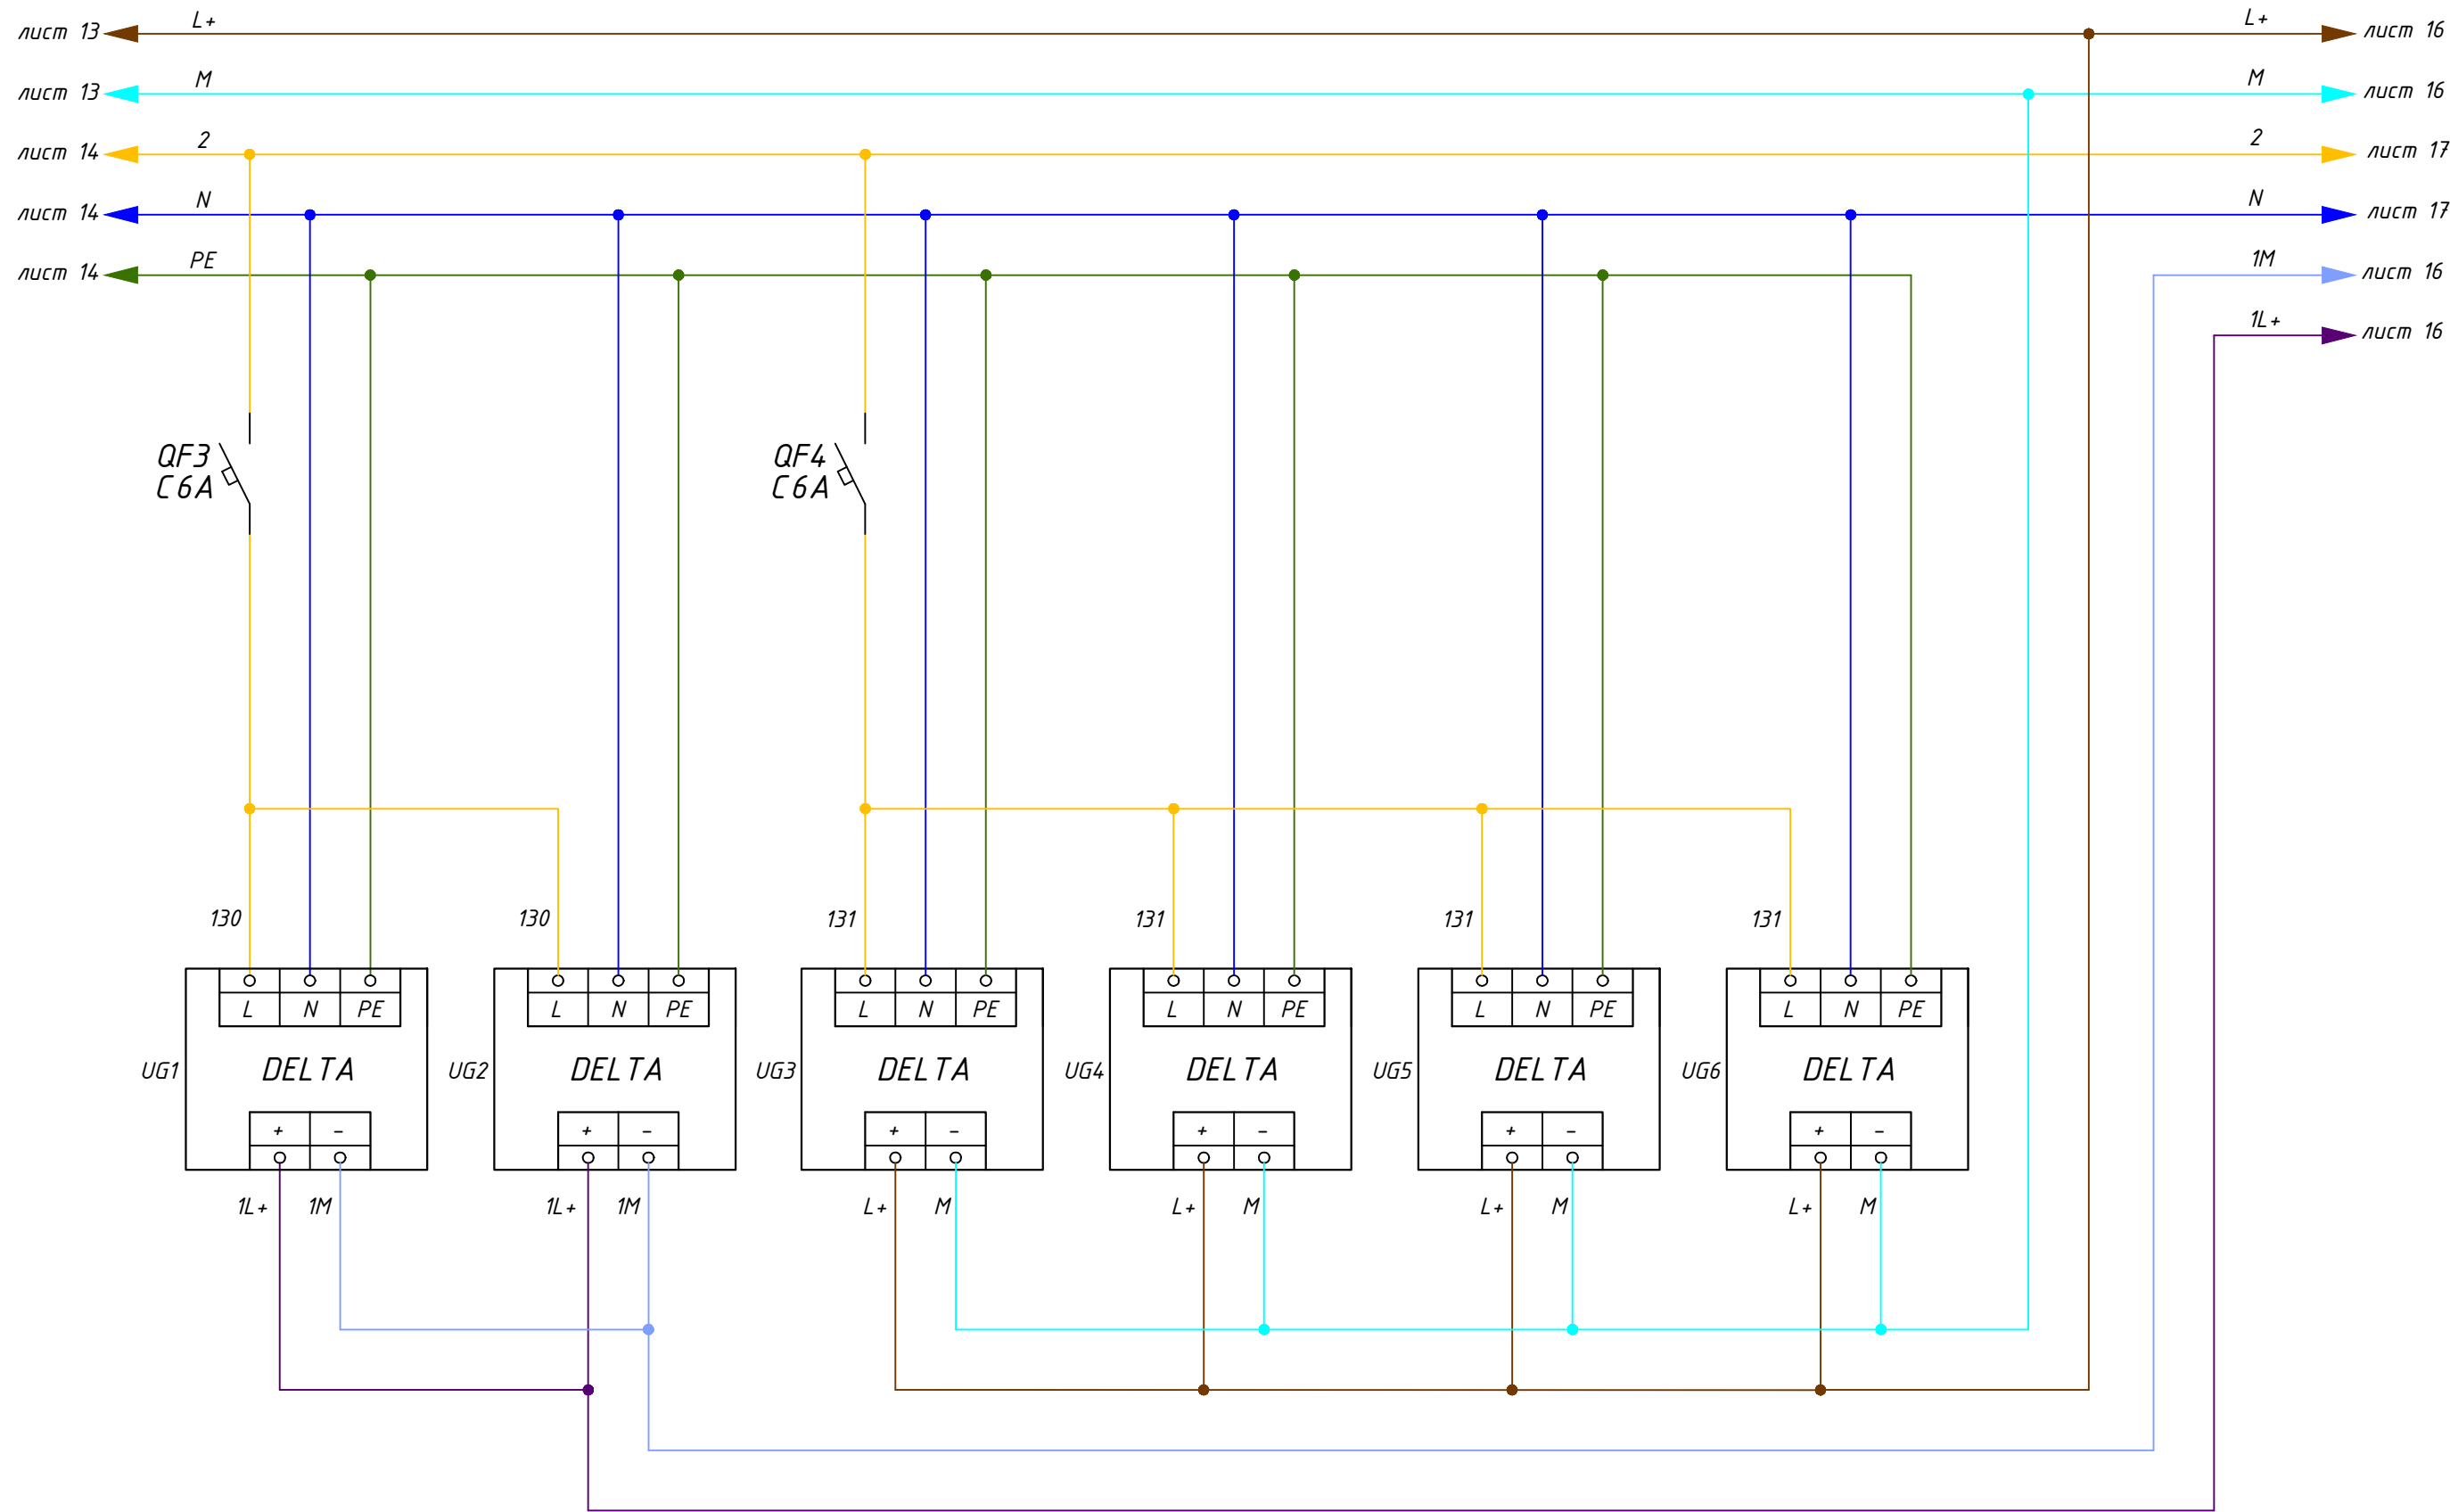 лист 13 L+ L+ лист 16
лист 13 M M лист 16
лист 14 2 2 лист 17
лист 14 N N лист 17
лист 14 PE 1M лист 16
1L+ лист 16
QF3 QF4
C6A C6A
130 130 131 131 131 131
L N PE L N PE L N PE L N PE L N PE L N PE
UG1 DELTA UG2 DELTA UG3 DELTA UG4 DELTA UG5 DELTA UG6 DELTA
+ - + - + - + - + - + -
1L+ 1M 1L+ 1M L+ M L+ M L+ M L+ M